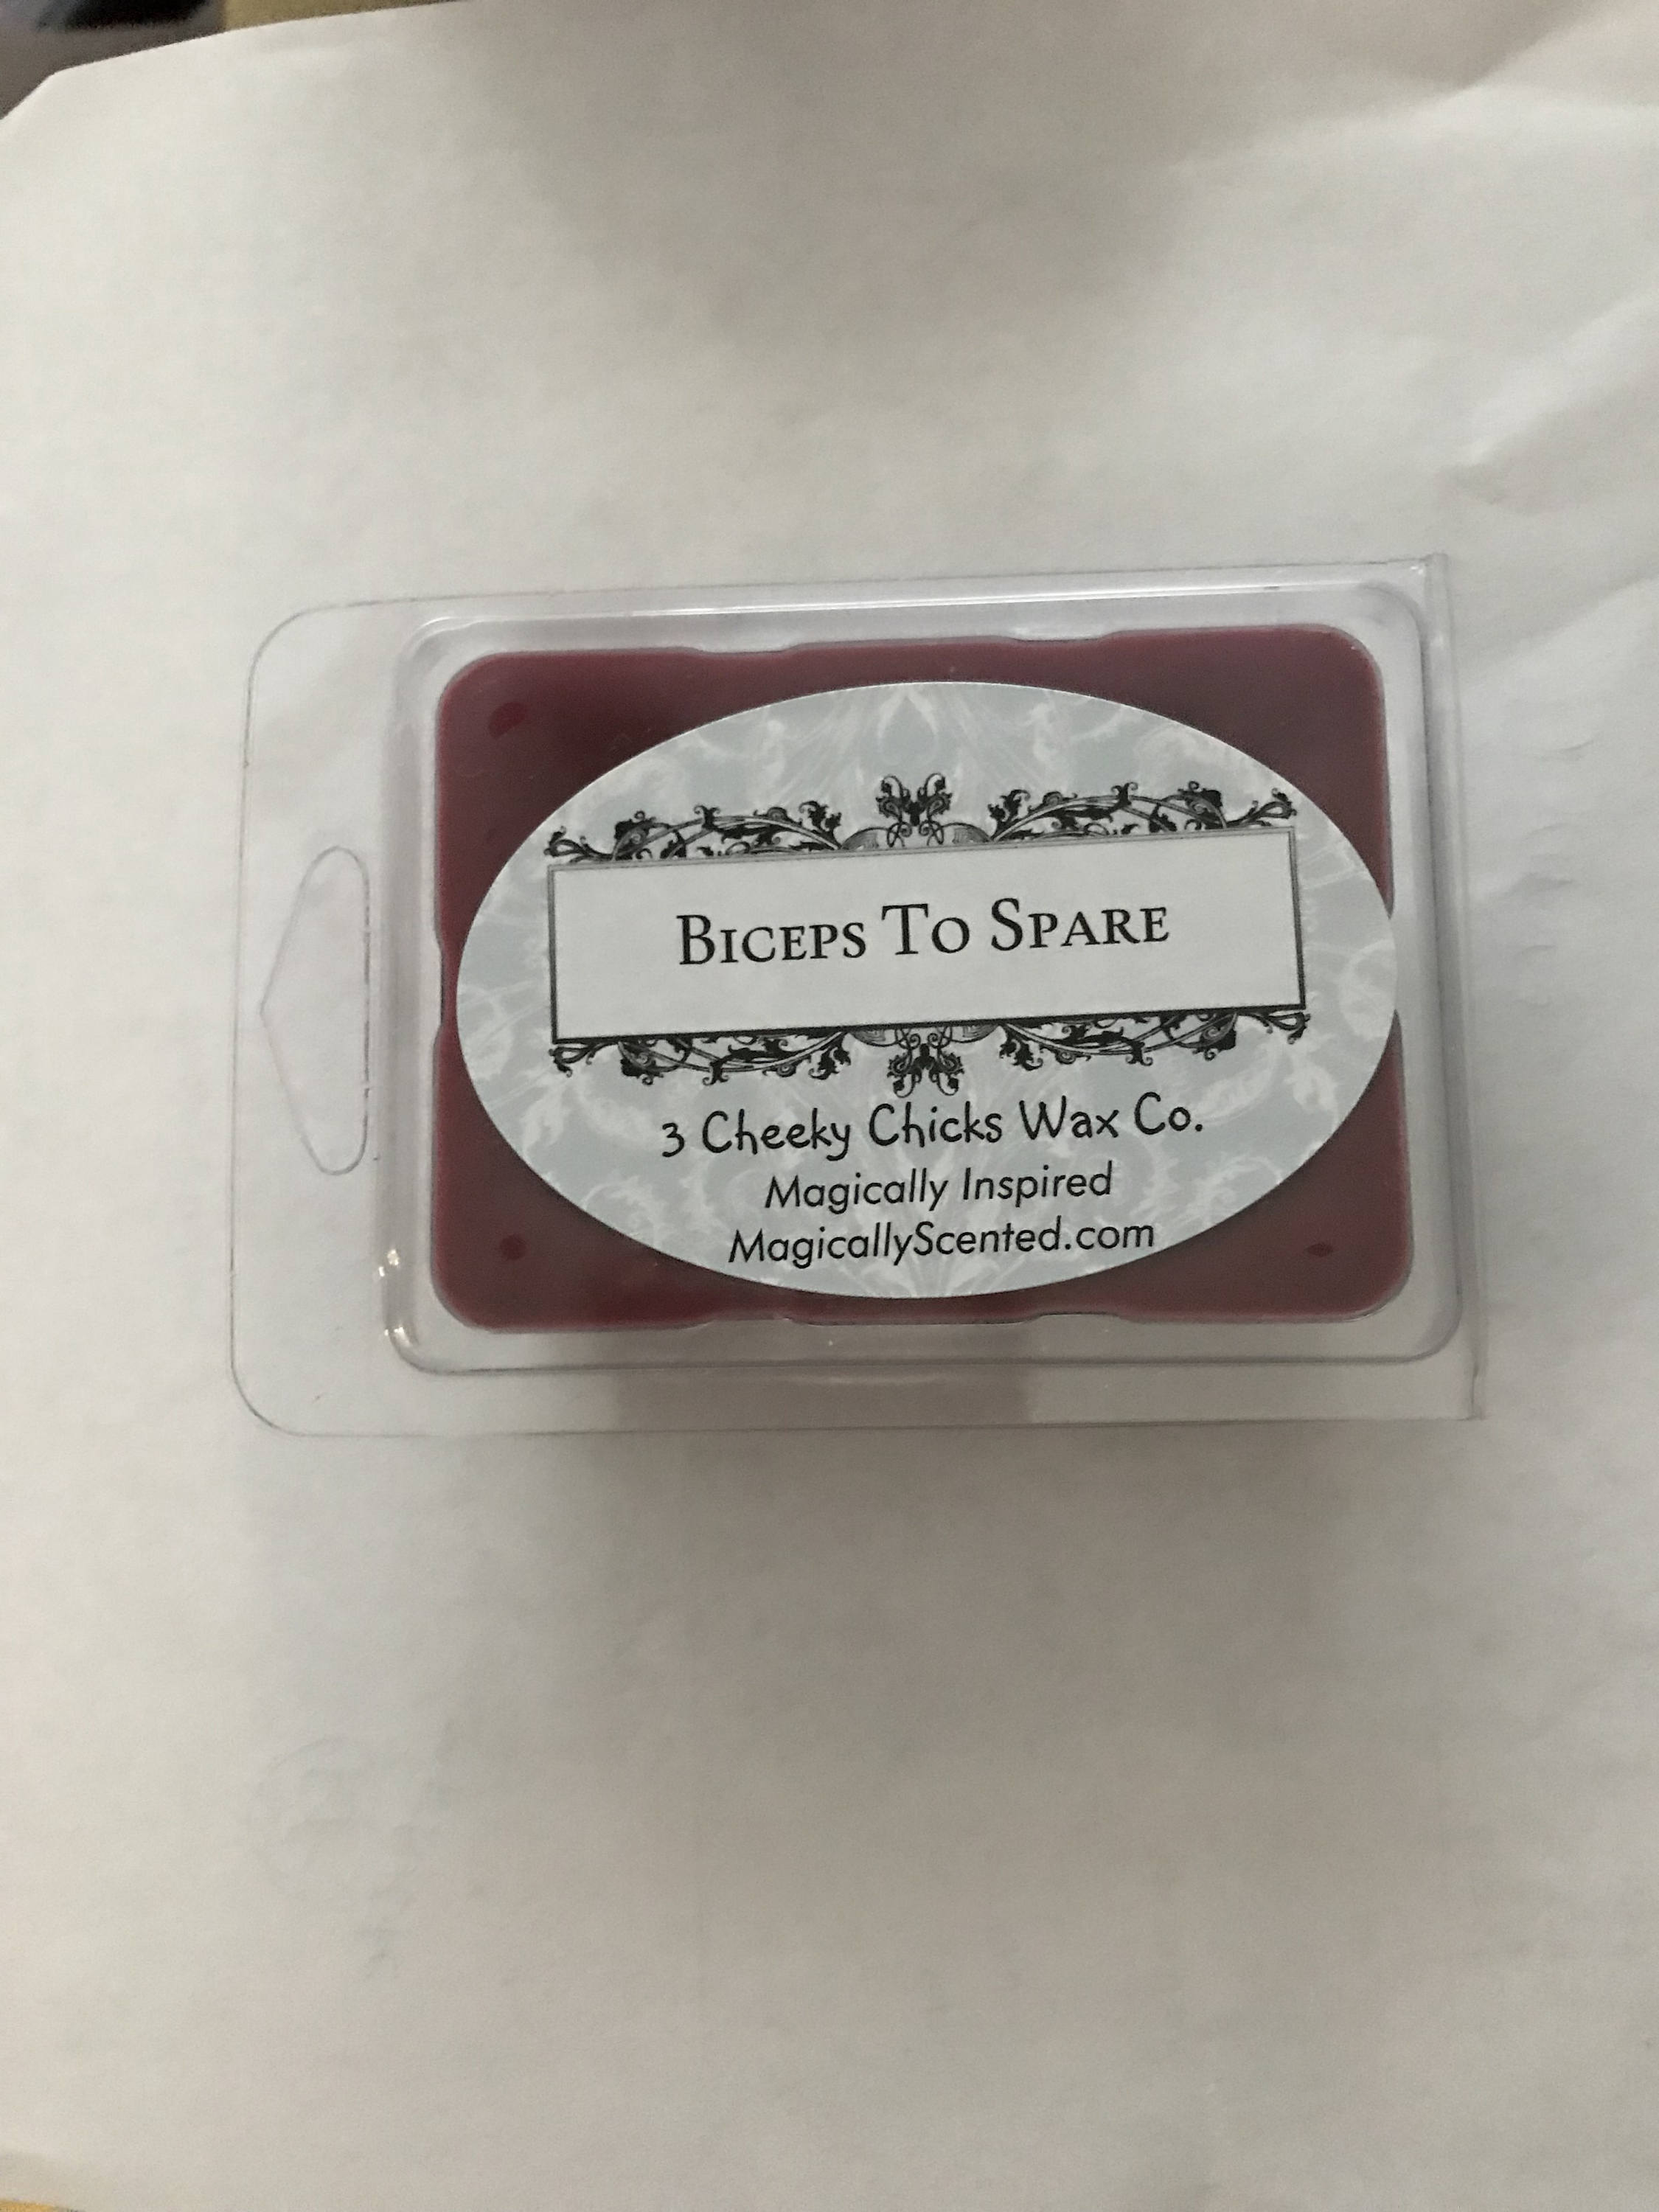 BICEPS TO SPARE
3 Cheeky Chicks Wax Co.
Magically Inspired
MagicallyScented.com